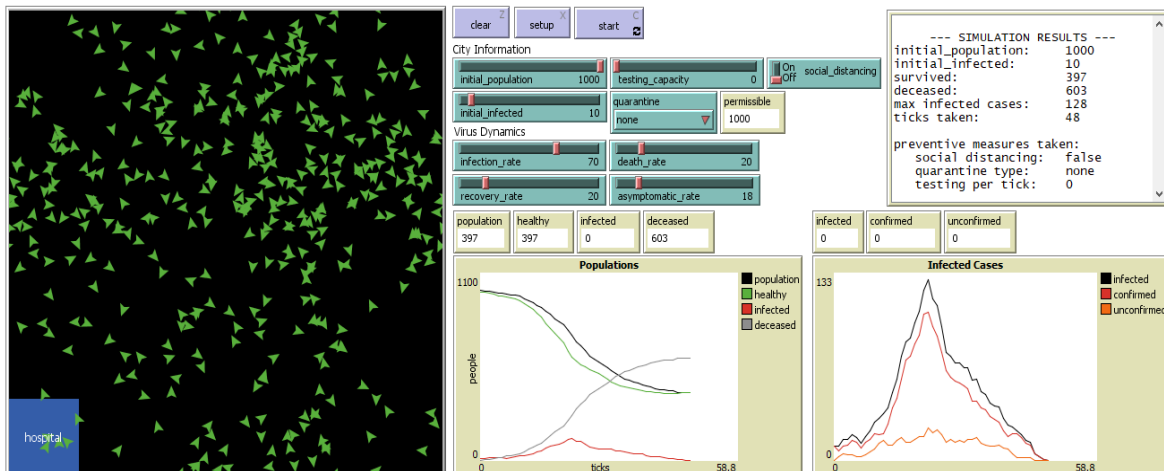 clear Z
setup X
start C
City Information
initial_population 1000
testing_capacity 0
On
Off
social_distancing
initial_infected 10
quarantine
none
permissible
1000
Virus Dynamics
infection_rate 70
death_rate 20
recovery_rate 20
asymptomatic_rate 18
population
397
healthy
397
infected
0
deceased
603
infected
0
confirmed
0
unconfirmed
0
--- SIMULATION RESULTS ---
initial_population: 1000
initial_infected: 10
survived: 397
deceased: 603
max infected cases: 128
ticks taken: 48
preventive measures taken:
social distancing: false
quarantine type: none
testing per tick: 0
Populations
1100
people
0
0
ticks
58.8
population
healthy
infected
deceased
Infected Cases
133
0
0
58.8
infected
confirmed
unconfirmed
hospital